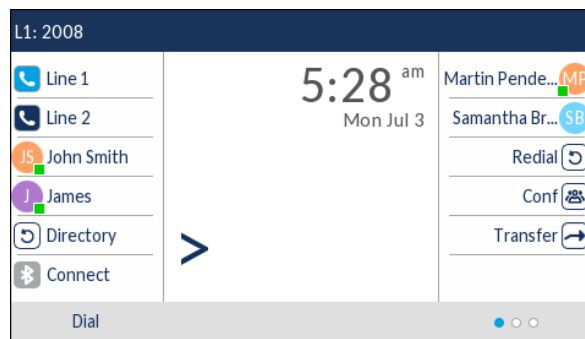 L1: 2008
Line 1
Line 2
JS John Smith
J James
Directory
Connect
>
5:28 am
Mon Jul 3
Martin Pende... MP
Samantha Br... SB
Redial
Conf
Transfer
Dial